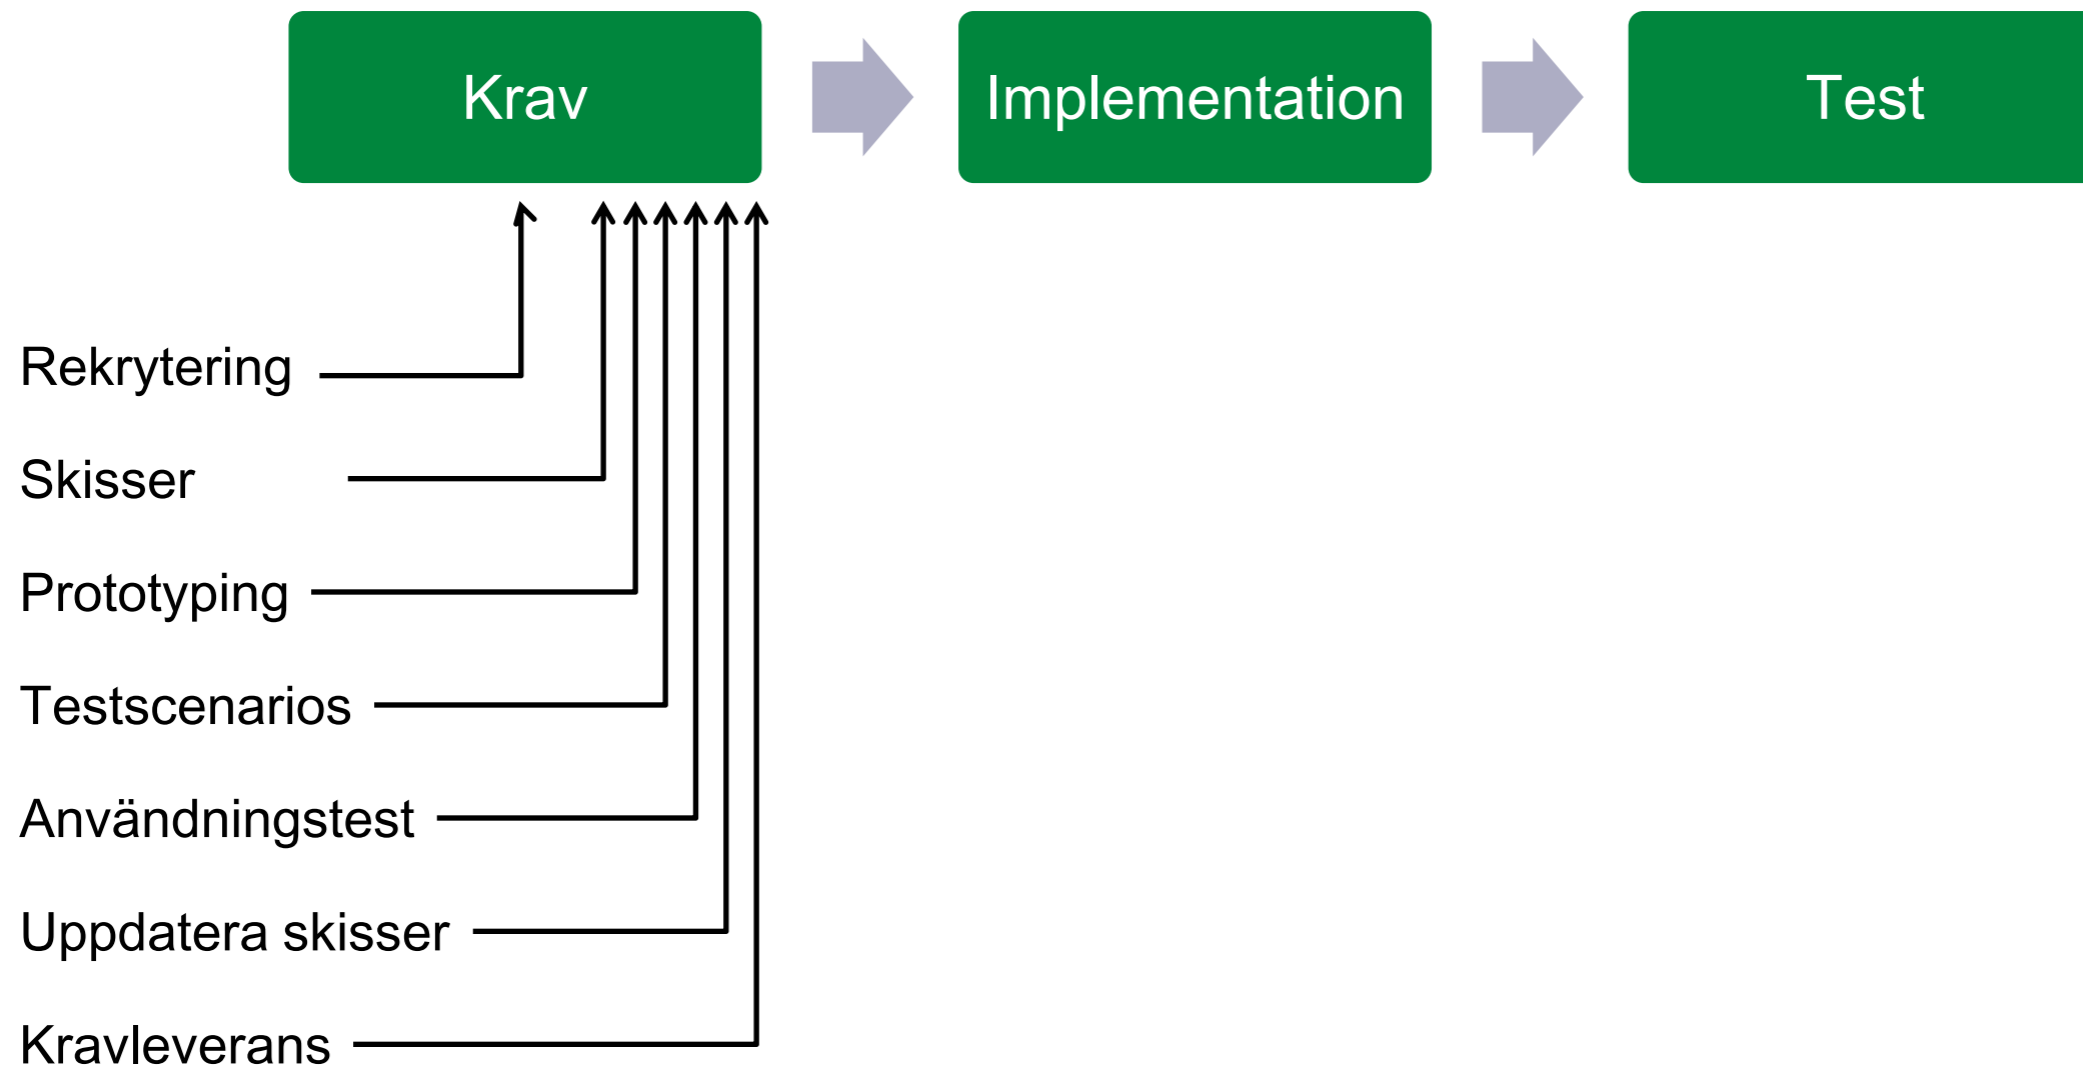 Krav
Implementation
Test
Rekrytering
Skisser
Prototyping
Testscenarios
Användningstest
Uppdatera skisser
Kravleverans